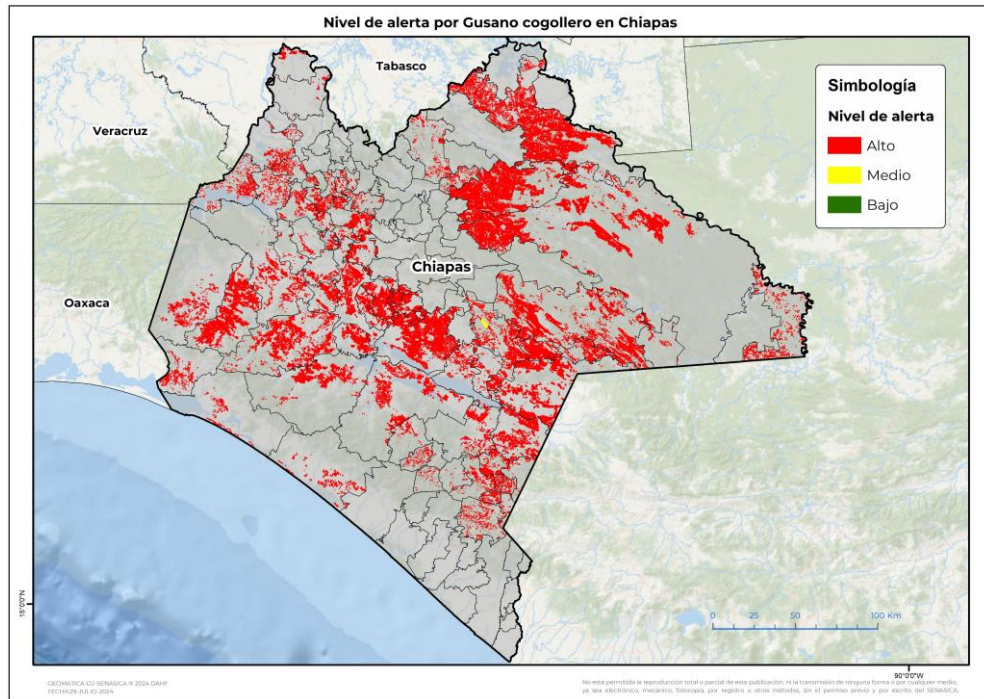 Nivel de alerta por Gusano cogollero en Chiapas
Tabasco
Veracruz
Oaxaca
Chiapas
Simbología
Nivel de alerta
Alto
Medio
Bajo
15°0'0"N
0 25 50 100 Km
90°0'0"W
GEOMÁTICA-DJ-SENASICA ® 2024 DAHF
FECHA:29-JULIO-2024
No está permitida la reproducción total o parcial de esta publicación, ni la transmisión de ninguna forma o por cualquier medio,
ya sea electrónico, mecánico, fotocopia, por registro u otros métodos, sin el permiso previo y por escrito del SENASICA.